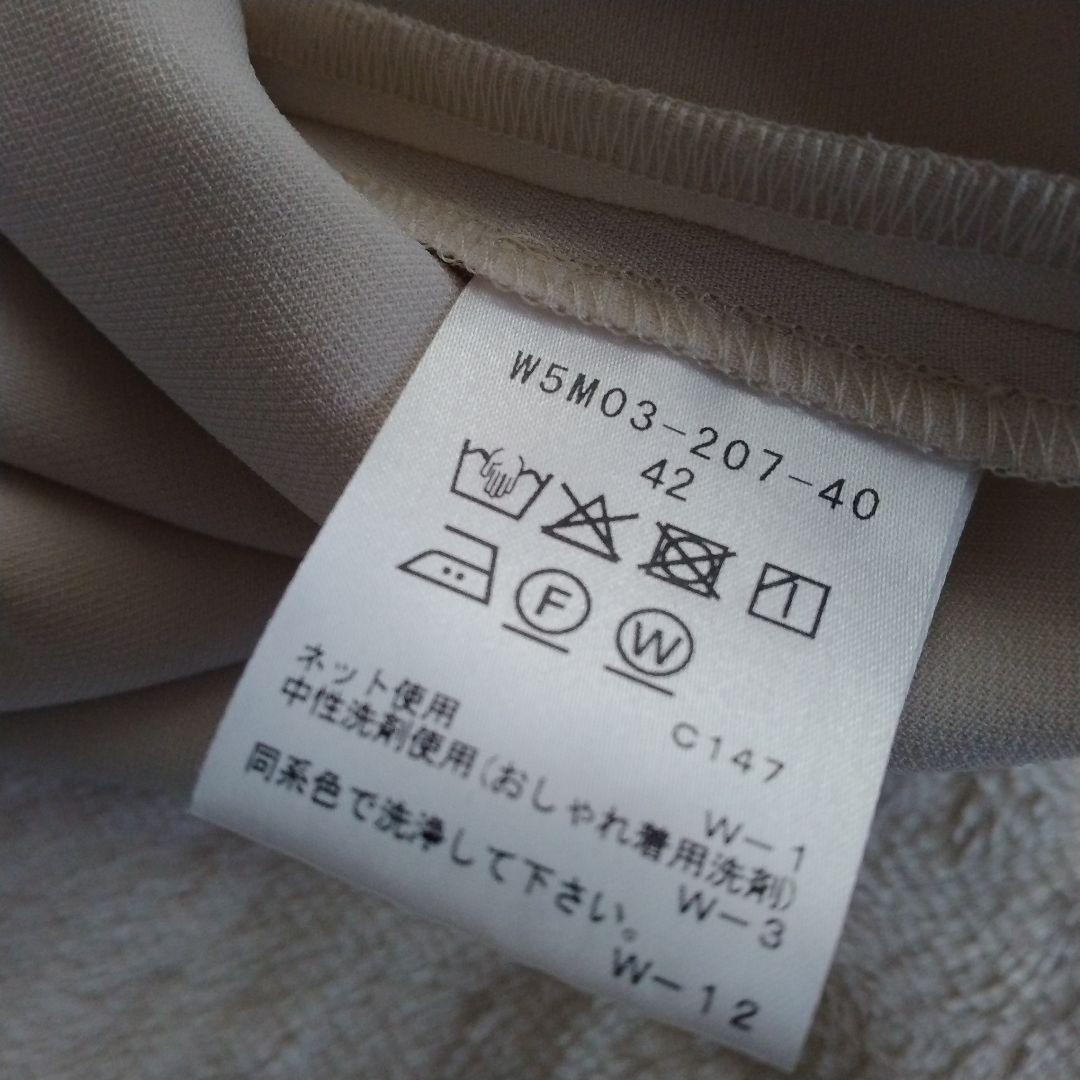 W5M03-207-40
42
F W
C147
ネット使用
W-1
中性洗剤使用(おしゃれ着用洗剤)
W-3
同系色で洗浄して下さい。
W-12